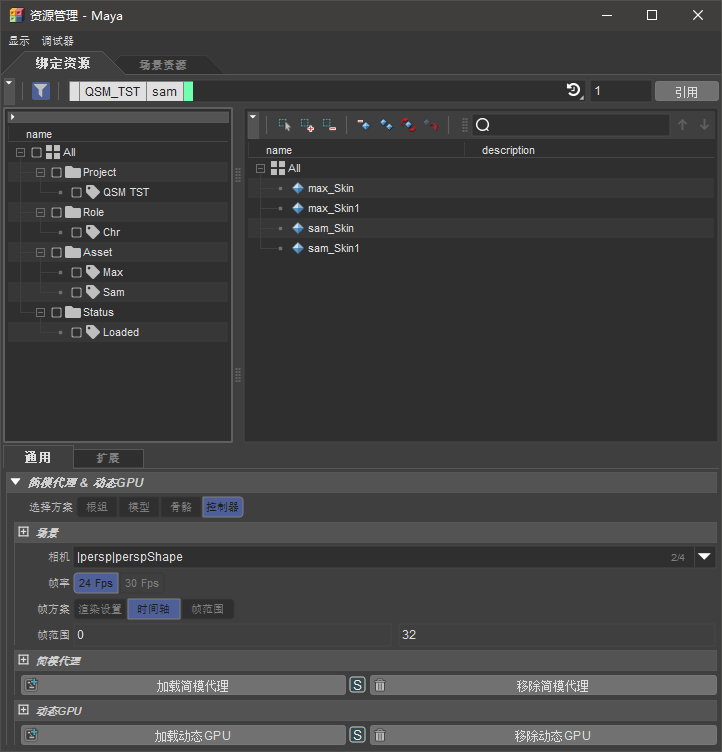 资源管理 - Maya
显示 调试器
绑定资源 场景资源
QSM_TST sam 1 引用
name
All
Project
QSM TST
Role
Chr
Asset
Max
Sam
Status
Loaded
name description
All
max_Skin
max_Skin1
sam_Skin
sam_Skin1
通用 扩展
简模代理 & 动态GPU
选择方案 根组 模型 骨骼 控制器
场景
相机 |persp|perspShape 2/4
帧率 24 Fps 30 Fps
帧方案 渲染设置 时间轴 帧范围
帧范围 0 32
简模代理
加载简模代理 S 移除简模代理
动态GPU
加载动态GPU S 移除动态GPU